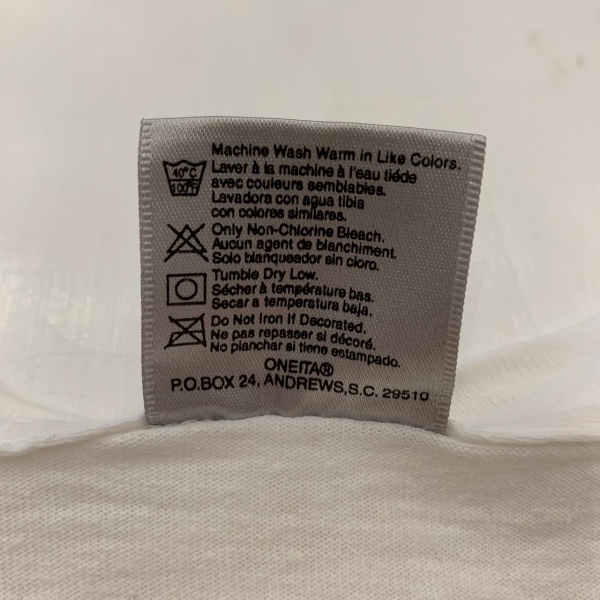 Machine Wash Warm in Like Colors.
40°C
100°F
Laver à la machine à l'eau tiéde
avec couleurs semblables.
Lavadora con agua tibia
con colores similares.
Only Non-Chlorine Bleach.
Aucun agent de blanchiment.
Solo blanqueador sin cloro.
Tumble Dry Low.
Sécher à température bas.
Secar a temperatura baja.
Do Not Iron If Decorated.
Ne pas repasser si décoré.
No planchar si tiene estampado.
ONEITA®
P.O.BOX 24, ANDREWS,S.C. 29510